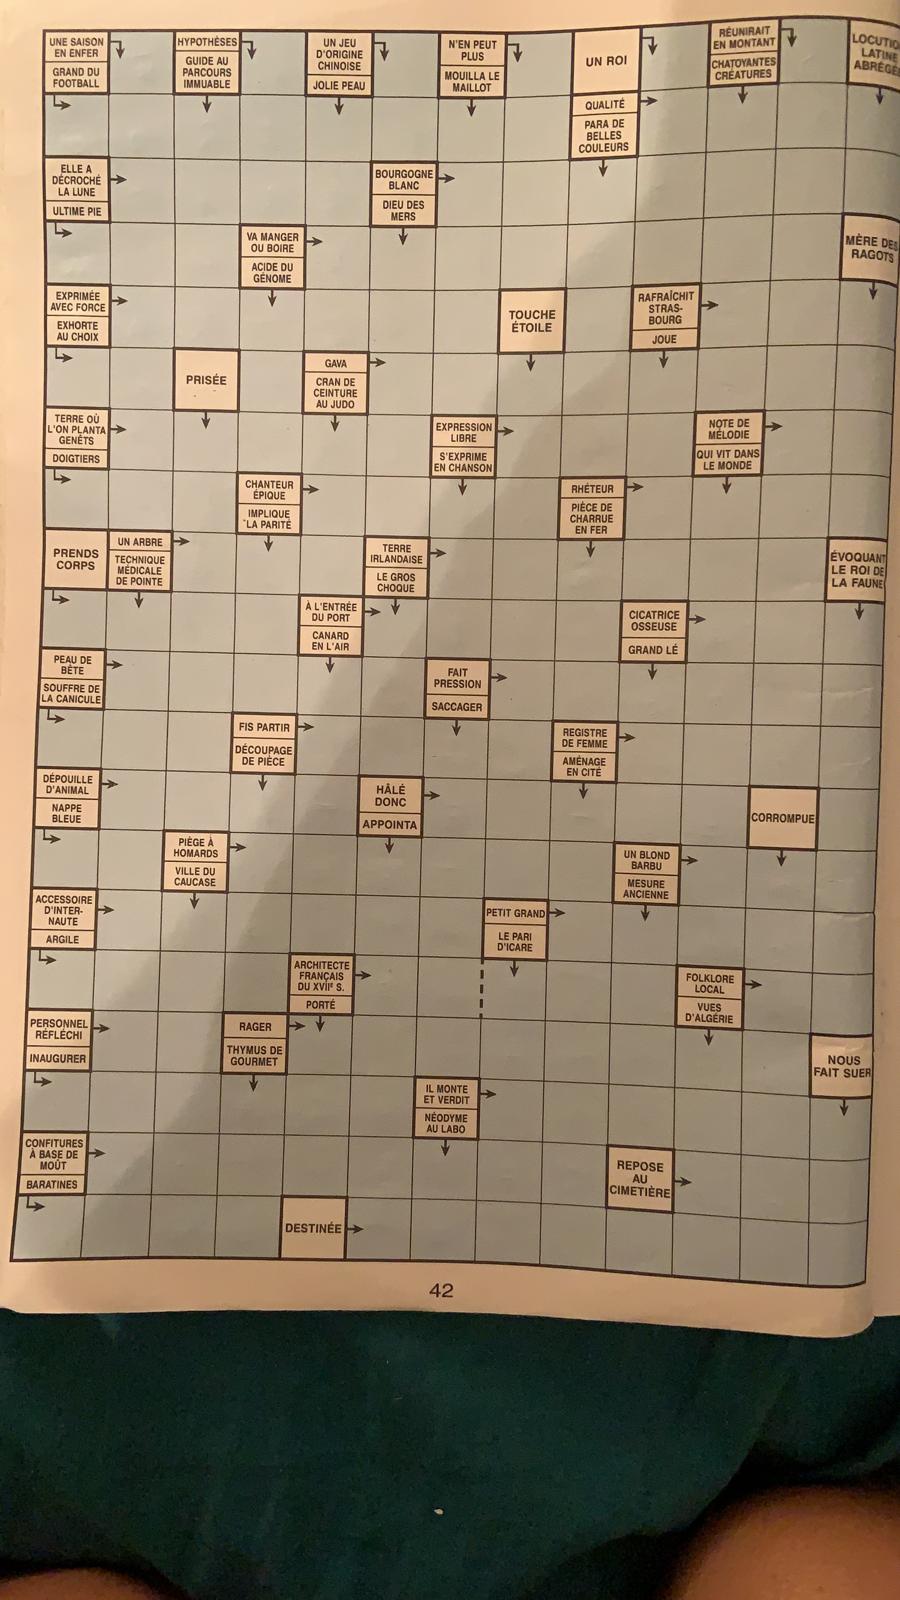 UNE SAISON
EN ENFER
GRAND DU
FOOTBALL
HYPOTHÈSES
GUIDE AU
PARCOURS
IMMUABLE
UN JEU
D'ORIGINE
CHINOISE
JOLIE PEAU
N'EN PEUT
PLUS
MOUILLA LE
MAILLOT
UN ROI
RÉUNIRAIT
EN MONTANT
CHATOYANTES
CRÉATURES
LOCUTIO
LATINE
ABRÉGÉ
QUALITÉ
PARA DE
BELLES
COULEURS
ELLE A
DÉCROCHÉ
LA LUNE
ULTIME PIE
BOURGOGNE
BLANC
DIEU DES
MERS
VA MANGER
OU BOIRE
ACIDE DU
GÉNOME
MÈRE DES
RAGOTS
EXPRIMÉE
AVEC FORCE
EXHORTE
AU CHOIX
TOUCHE
ÉTOILE
RAFRAÎCHIT
STRAS-
BOURG
JOUE
PRISÉE
GAVA
CRAN DE
CEINTURE
AU JUDO
TERRE OÙ
L'ON PLANTA
GENÊTS
DOIGTIERS
EXPRESSION
LIBRE
S'EXPRIME
EN CHANSON
NOTE DE
MÉLODIE
QUI VIT DANS
LE MONDE
CHANTEUR
ÉPIQUE
IMPLIQUE
LA PARITÉ
RHÉTEUR
PIÈCE DE
CHARRUE
EN FER
PRENDS
CORPS
UN ARBRE
TECHNIQUE
MÉDICALE
DE POINTE
TERRE
IRLANDAISE
LE GROS
CHOQUE
ÉVOQUANT
LE ROI DE
LA FAUNE
À L'ENTRÉE
DU PORT
CANARD
EN L'AIR
CICATRICE
OSSEUSE
GRAND LÉ
PEAU DE
BÊTE
SOUFFRE DE
LA CANICULE
FAIT
PRESSION
SACCAGER
FIS PARTIR
DÉCOUPAGE
DE PIÈCE
REGISTRE
DE FEMME
AMÉNAGE
EN CITÉ
DÉPOUILLE
D'ANIMAL
NAPPE
BLEUE
HÂLÉ
DONC
APPOINTA
CORROMPUE
PIÈGE À
HOMARDS
VILLE DU
CAUCASE
UN BLOND
BARBU
MESURE
ANCIENNE
ACCESSOIRE
D'INTER-
NAUTE
ARGILE
PETIT GRAND
LE PARI
D'ICARE
ARCHITECTE
FRANÇAIS
DU XVIIᵉ S.
PORTÉ
FOLKLORE
LOCAL
VUES
D'ALGÉRIE
PERSONNEL
RÉFLÉCHI
INAUGURER
RAGER
THYMUS DE
GOURMET
NOUS
FAIT SUER
IL MONTE
ET VERDIT
NÉODYME
AU LABO
CONFITURES
À BASE DE
MOÛT
BARATINES
REPOSE
AU
CIMETIÈRE
DESTINÉE
42